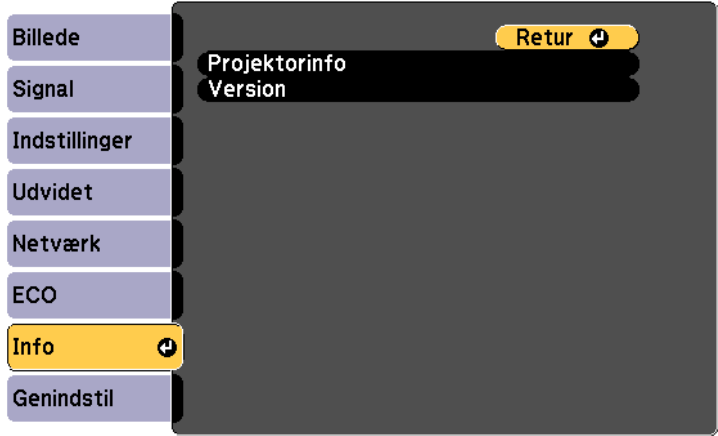 Billede
Signal
Indstillinger
Udvidet
Netværk
ECO
Info
Genindstil
Retur
Projektorinfo
Version